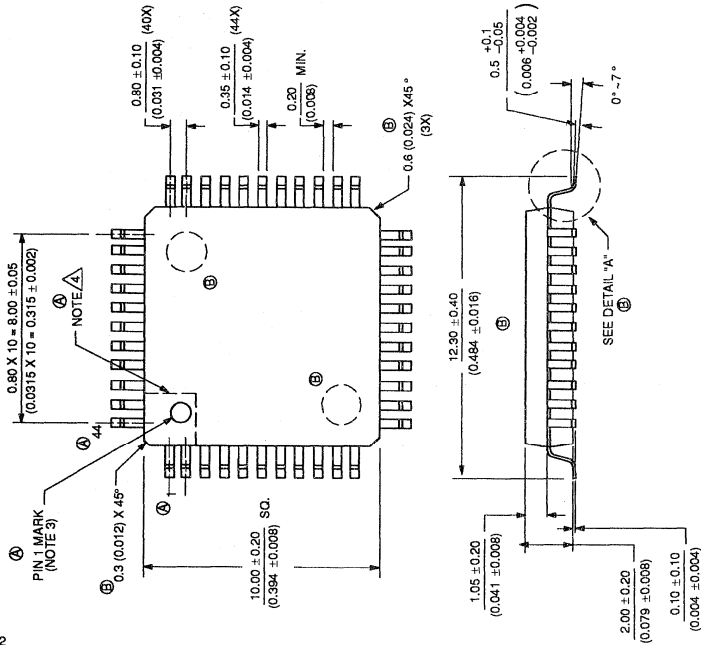 0.80 ± 0.10 (40X)
(0.031 ±0.004)
0.35 ± 0.10 (44X)
(0.014 ±0.004)
0.20 MIN.
(0.008)
Ⓑ
0.6 (0.024) X45°
(3X)
0.80 X 10 = 8.00 ± 0.05
(0.0315 X 10 = 0.315 ± 0.002)
Ⓐ
NOTE 4
Ⓑ
Ⓑ
Ⓐ 44
Ⓐ
PIN 1 MARK
(NOTE 3)
Ⓑ 0.3 (0.012) X 45°
Ⓐ 1
10.00 ± 0.20 SQ.
(0.394 ±0.008)
0.5 +0.1 -0.05
(0.006 +0.004 -0.002)
0°~7°
12.30 ± 0.40
(0.484 ±0.016)
Ⓑ
SEE DETAIL "A"
Ⓑ
1.05 ± 0.20
(0.041 ±0.008)
2.00 ± 0.20
(0.079 ±0.008)
0.10 ± 0.10
(0.004 ±0.004)
2